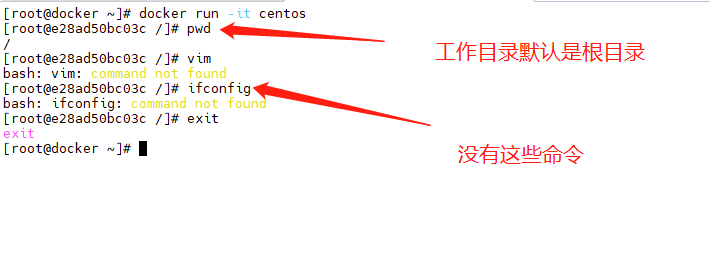 [root@docker ~]# docker run -it centos
[root@e28ad50bc03c /]# pwd
/
[root@e28ad50bc03c /]# vim
bash: vim: command not found
[root@e28ad50bc03c /]# ifconfig
bash: ifconfig: command not found
[root@e28ad50bc03c /]# exit
exit
[root@docker ~]#
工作目录默认是根目录
没有这些命令